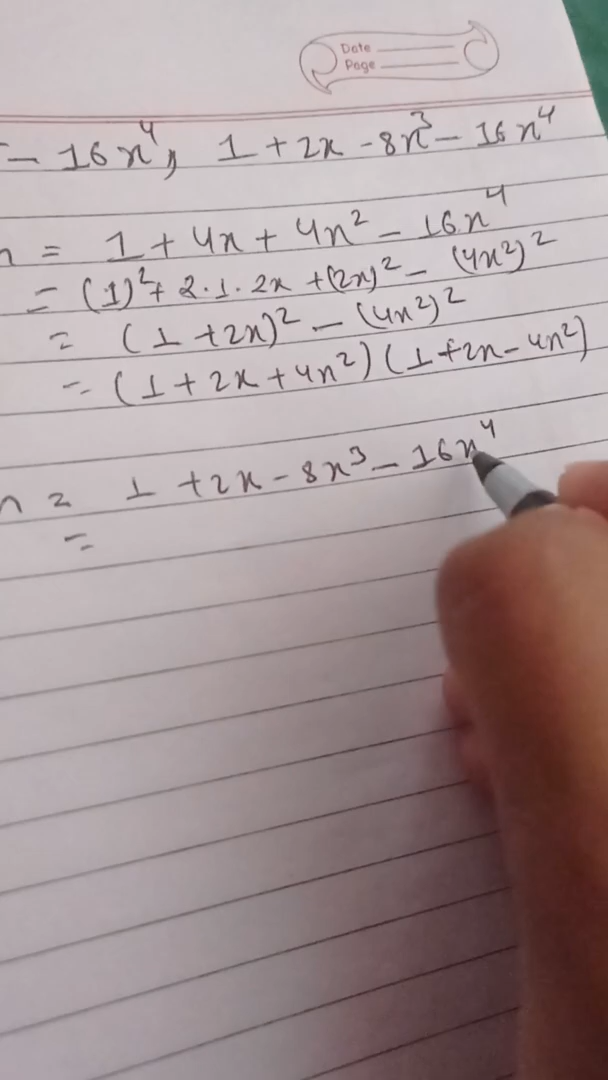 Date
Page
- 16x⁴, 1 + 2x - 8x³ - 16x⁴
= 1 + 4x + 4x² - 16x⁴
= (1)² + 2·1·2x + (2x)² - (4x²)²
= (1 + 2x)² - (4x²)²
= (1 + 2x + 4x²) (1 + 2x - 4x²)
= 1 + 2x - 8x³ - 16x⁴
=